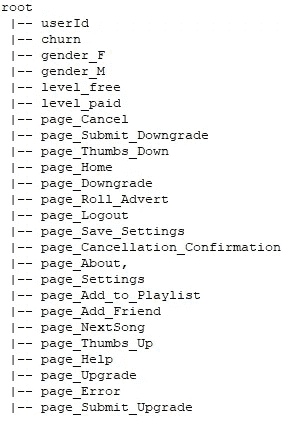 root
|-- userId
|-- churn
|-- gender_F
|-- gender_M
|-- level_free
|-- level_paid
|-- page_Cancel
|-- page_Submit_Downgrade
|-- page_Thumbs_Down
|-- page_Home
|-- page_Downgrade
|-- page_Roll_Advert
|-- page_Logout
|-- page_Save_Settings
|-- page_Cancellation_Confirmation
|-- page_About,
|-- page_Settings
|-- page_Add_to_Playlist
|-- page_Add_Friend
|-- page_NextSong
|-- page_Thumbs_Up
|-- page_Help
|-- page_Upgrade
|-- page_Error
|-- page_Submit_Upgrade